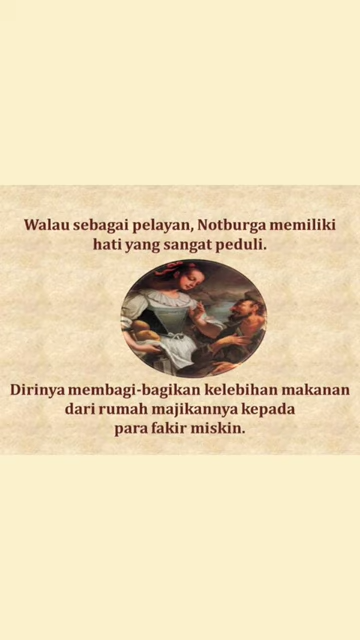 Walau sebagai pelayan, Notburga memiliki
hati yang sangat peduli.
Dirinya membagi-bagikan kelebihan makanan
dari rumah majikannya kepada
para fakir miskin.